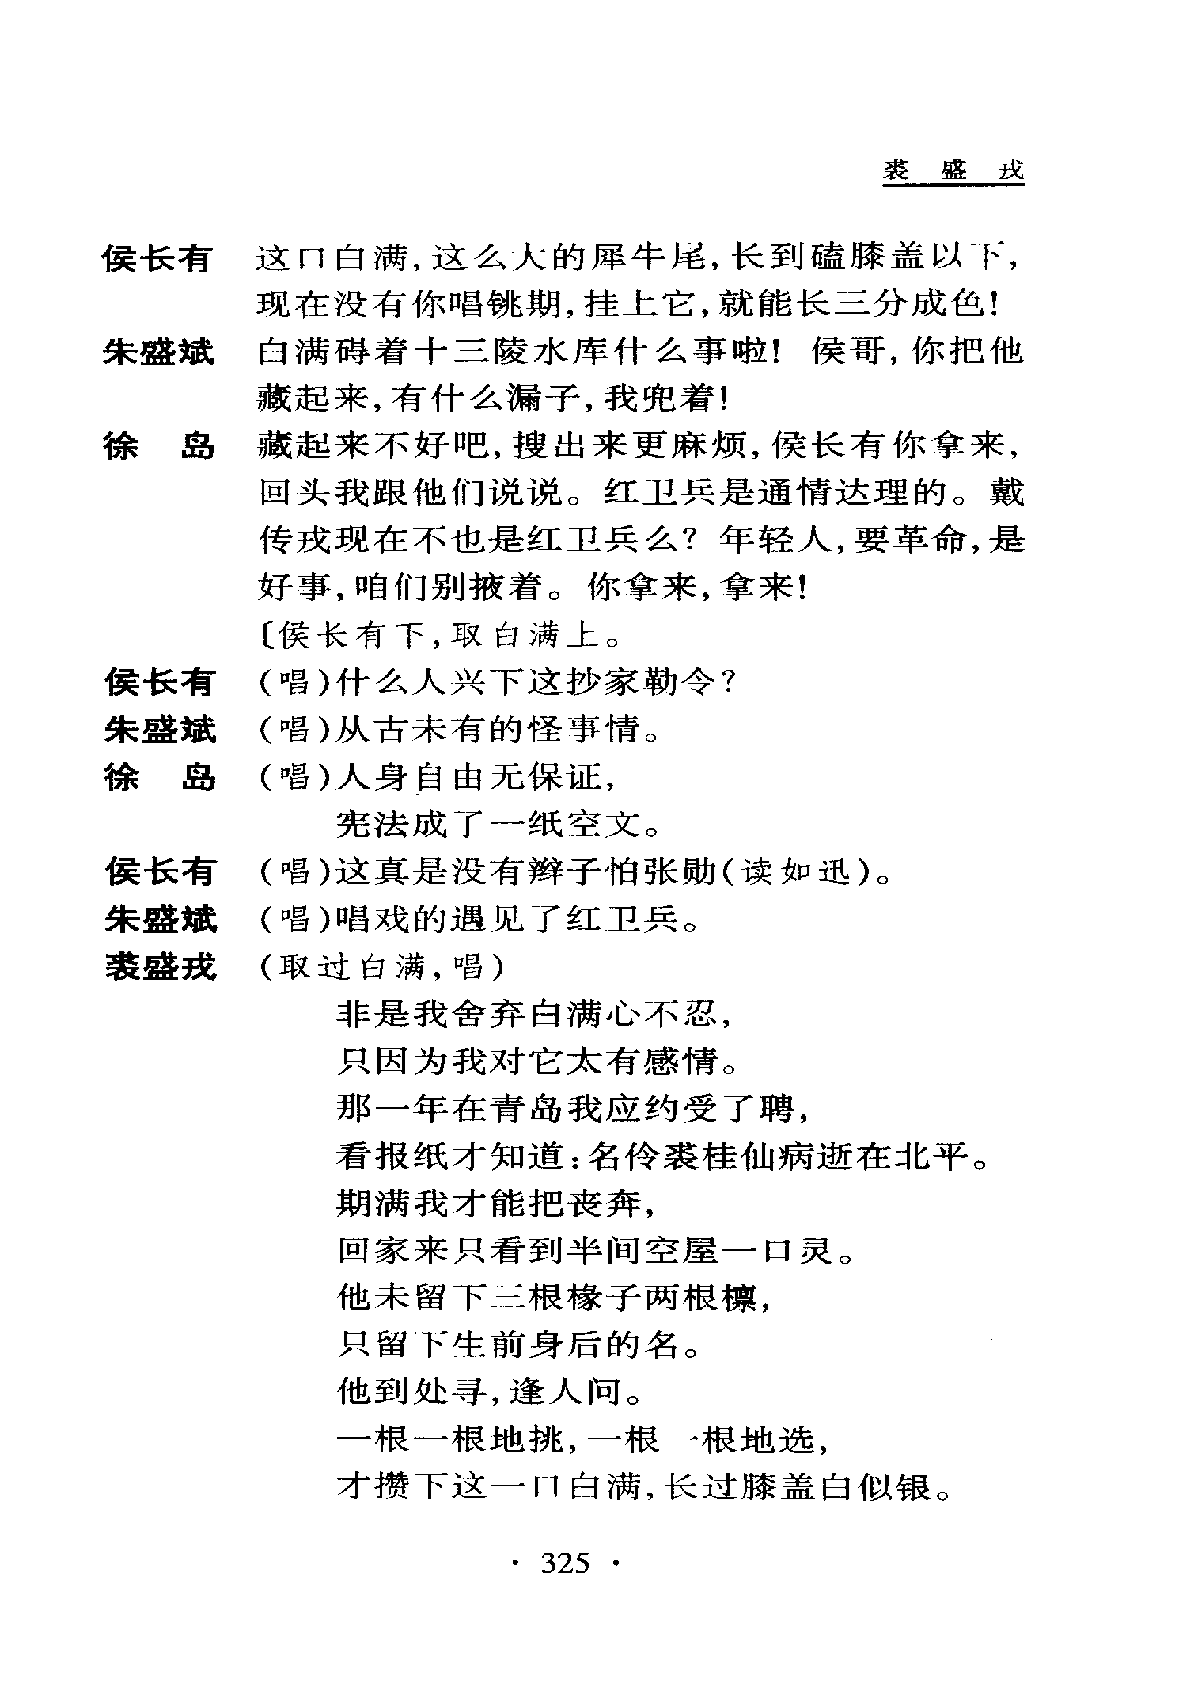 裘 盛 戎
侯长有 这口白满,这么大的犀牛尾,长到磕膝盖以下,
现在没有你唱铫期,挂上它,就能长三分成色!
朱盛斌 白满碍着十三陵水库什么事啦! 侯哥,你把他
藏起来,有什么漏子,我兜着!
徐 岛 藏起来不好吧,搜出来更麻烦,侯长有你拿来,
回头我跟他们说说。红卫兵是通情达理的。戴
传戎现在不也是红卫兵么? 年轻人,要革命,是
好事,咱们别掖着。你拿来,拿来!
〔侯长有下,取白满上。
侯长有 (唱)什么人兴下这抄家勒令?
朱盛斌 (唱)从古未有的怪事情。
徐 岛 (唱)人身自由无保证,
宪法成了一纸空文。
侯长有 (唱)这真是没有辫子怕张勋(读如迅)。
朱盛斌 (唱)唱戏的遇见了红卫兵。
裘盛戎 (取过白满,唱)
非是我舍弃白满心不忍,
只因为我对它太有感情。
那一年在青岛我应约受了聘,
看报纸才知道:名伶裘桂仙病逝在北平。
期满我才能把丧奔,
回家来只看到半间空屋一口灵。
他未留下三根椽子两根檩,
只留下生前身后的名。
他到处寻,逢人问。
一根一根地挑,一根一根地选,
才攒下这一口白满,长过膝盖白似银。
· 325 ·